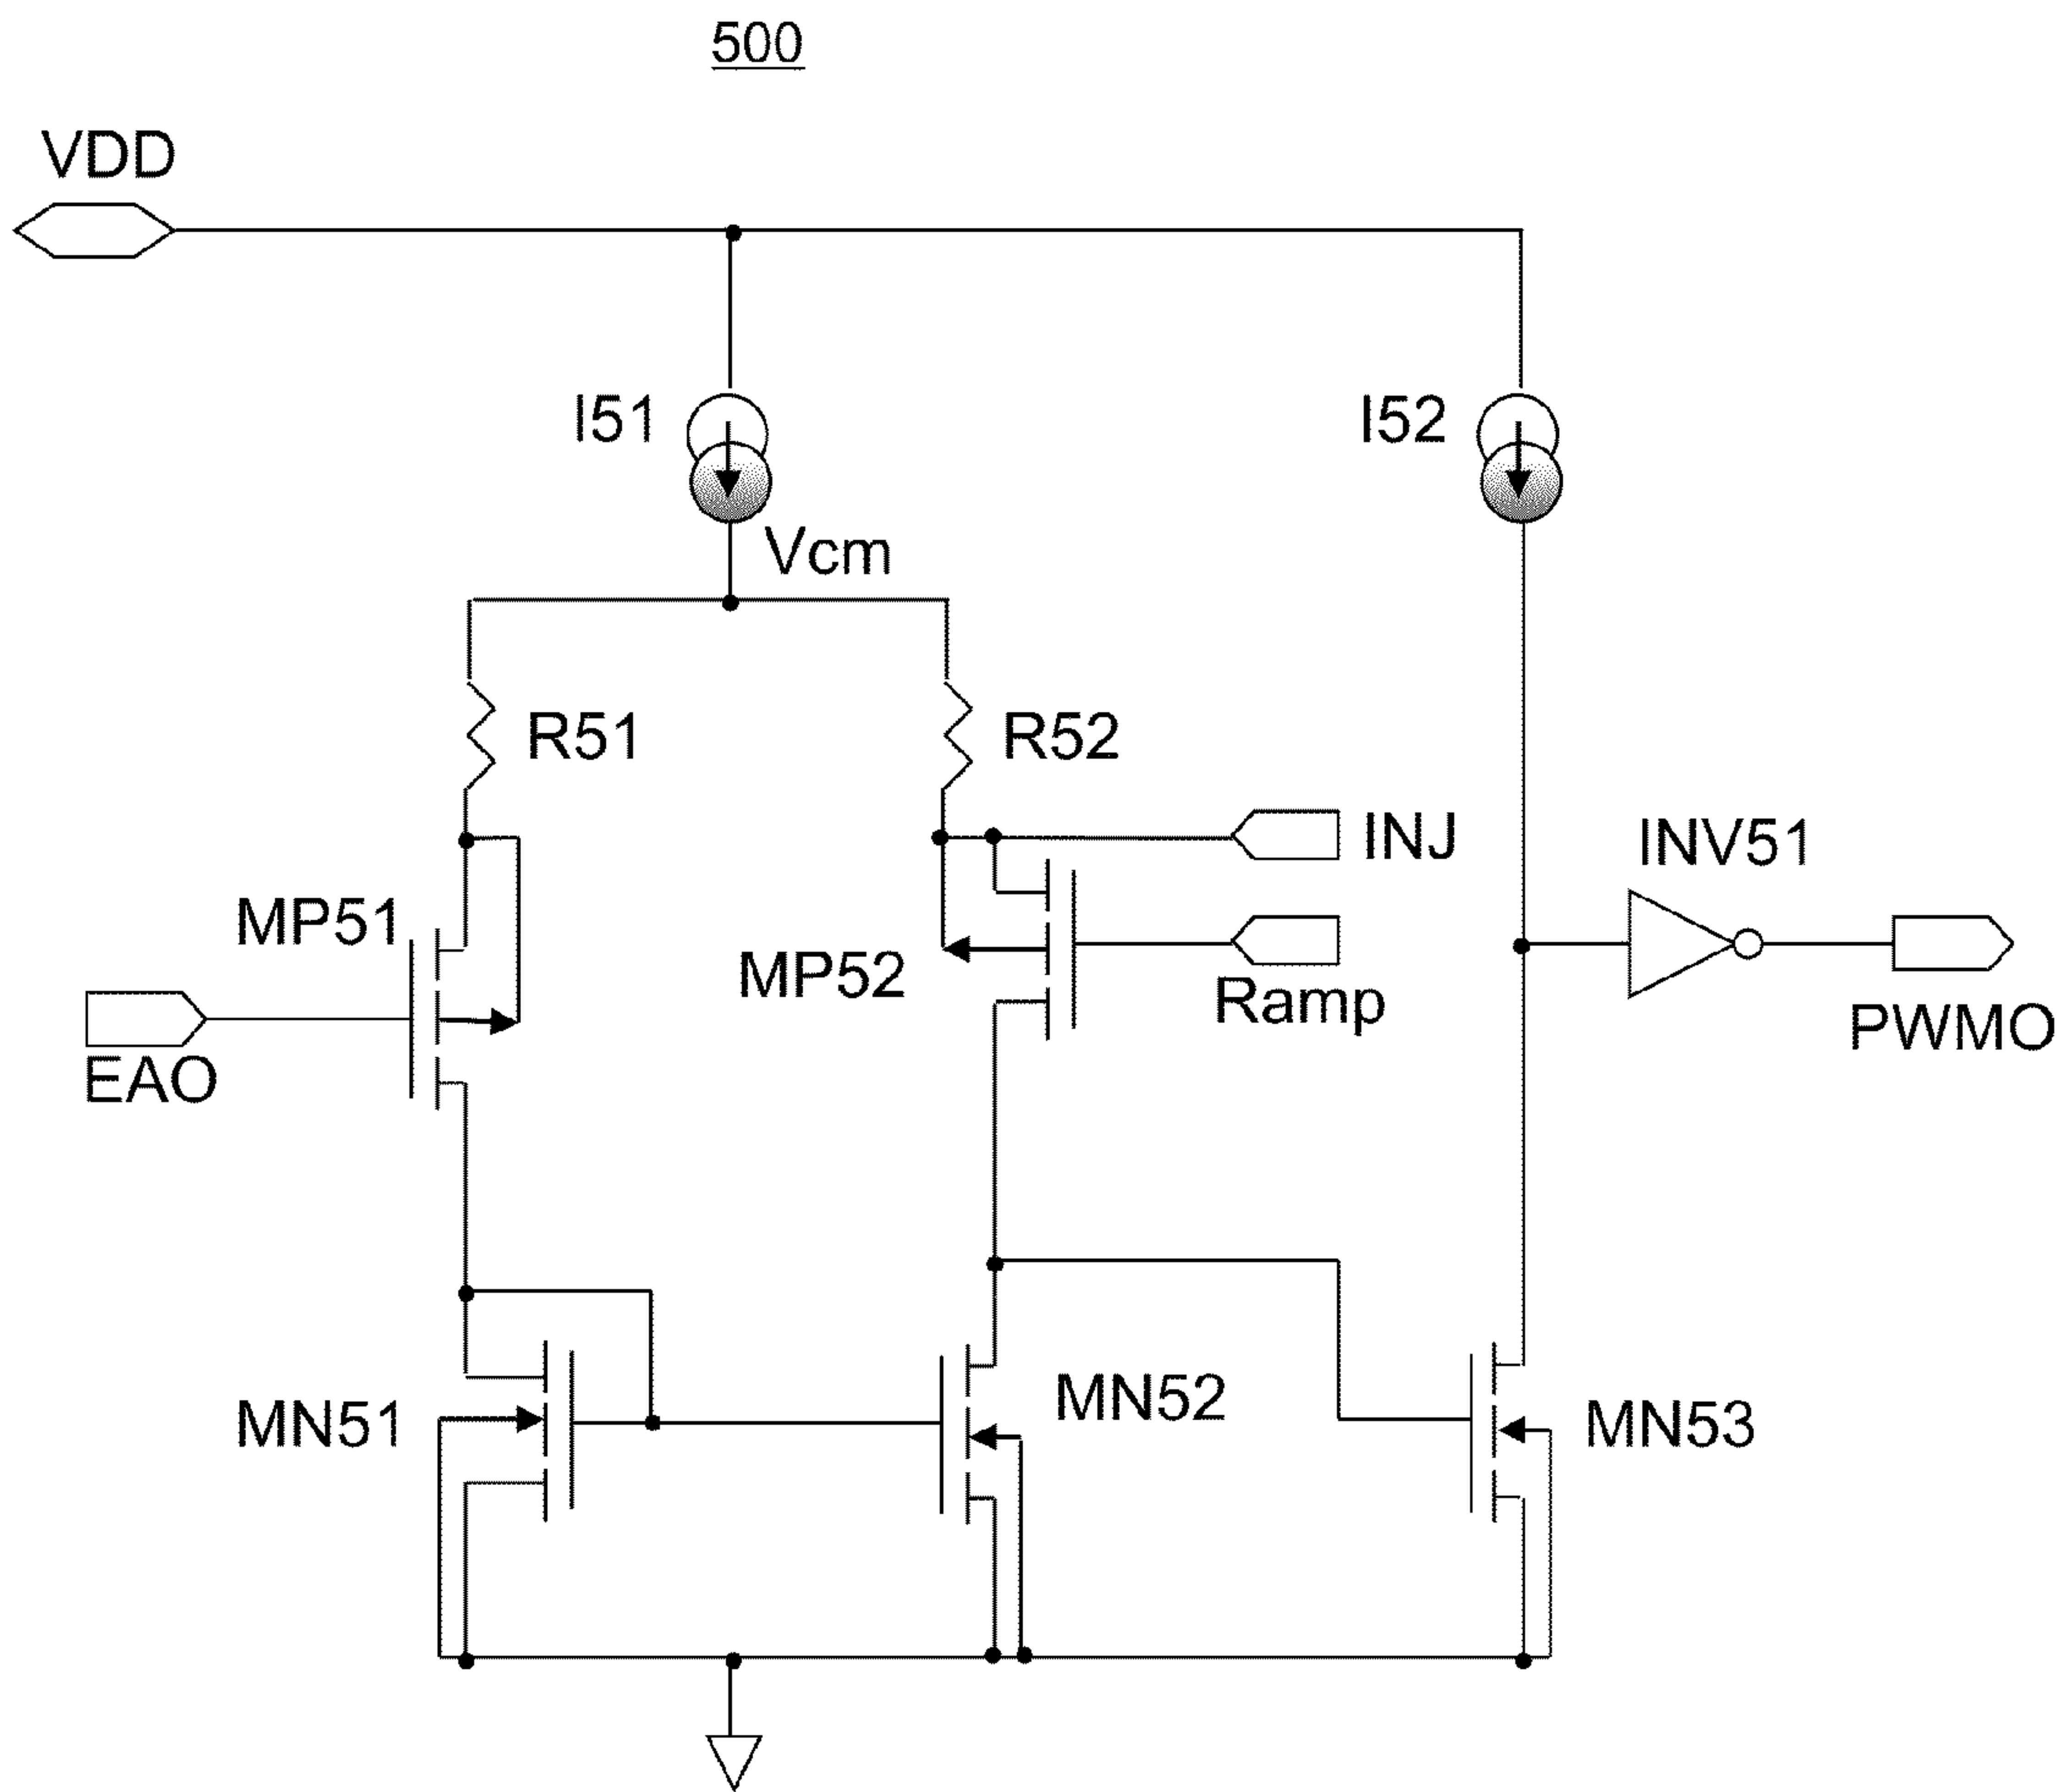 500
VDD
I51
I52
Vcm
R51
R52
INJ
INV51
MP51
MP52
Ramp
EAO
PWMO
MN51
MN52
MN53